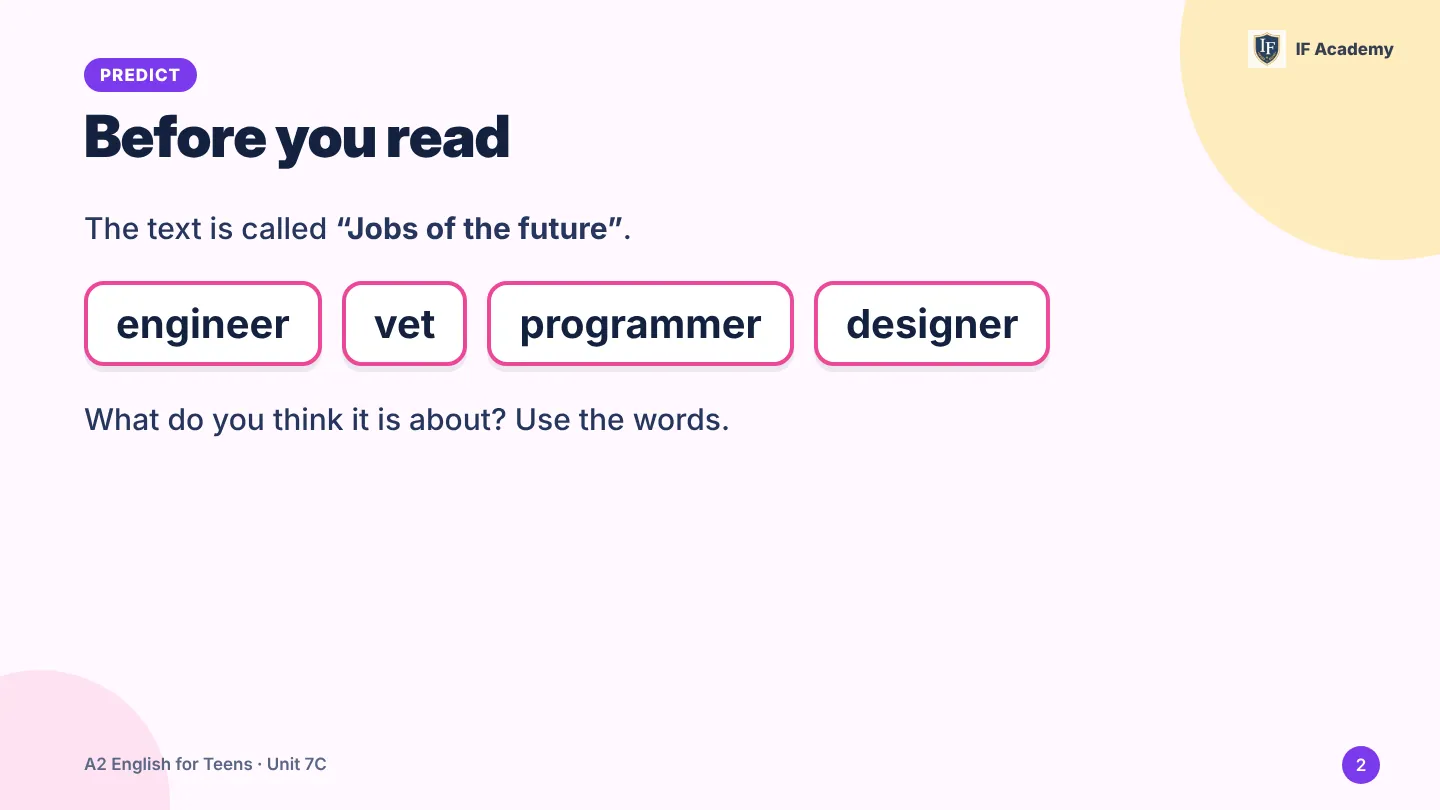 IF
IF Academy
PREDICT
Before you read
The text is called “Jobs of the future”.
engineer
vet
programmer
designer
What do you think it is about? Use the words.
A2 English for Teens · Unit 7C
2